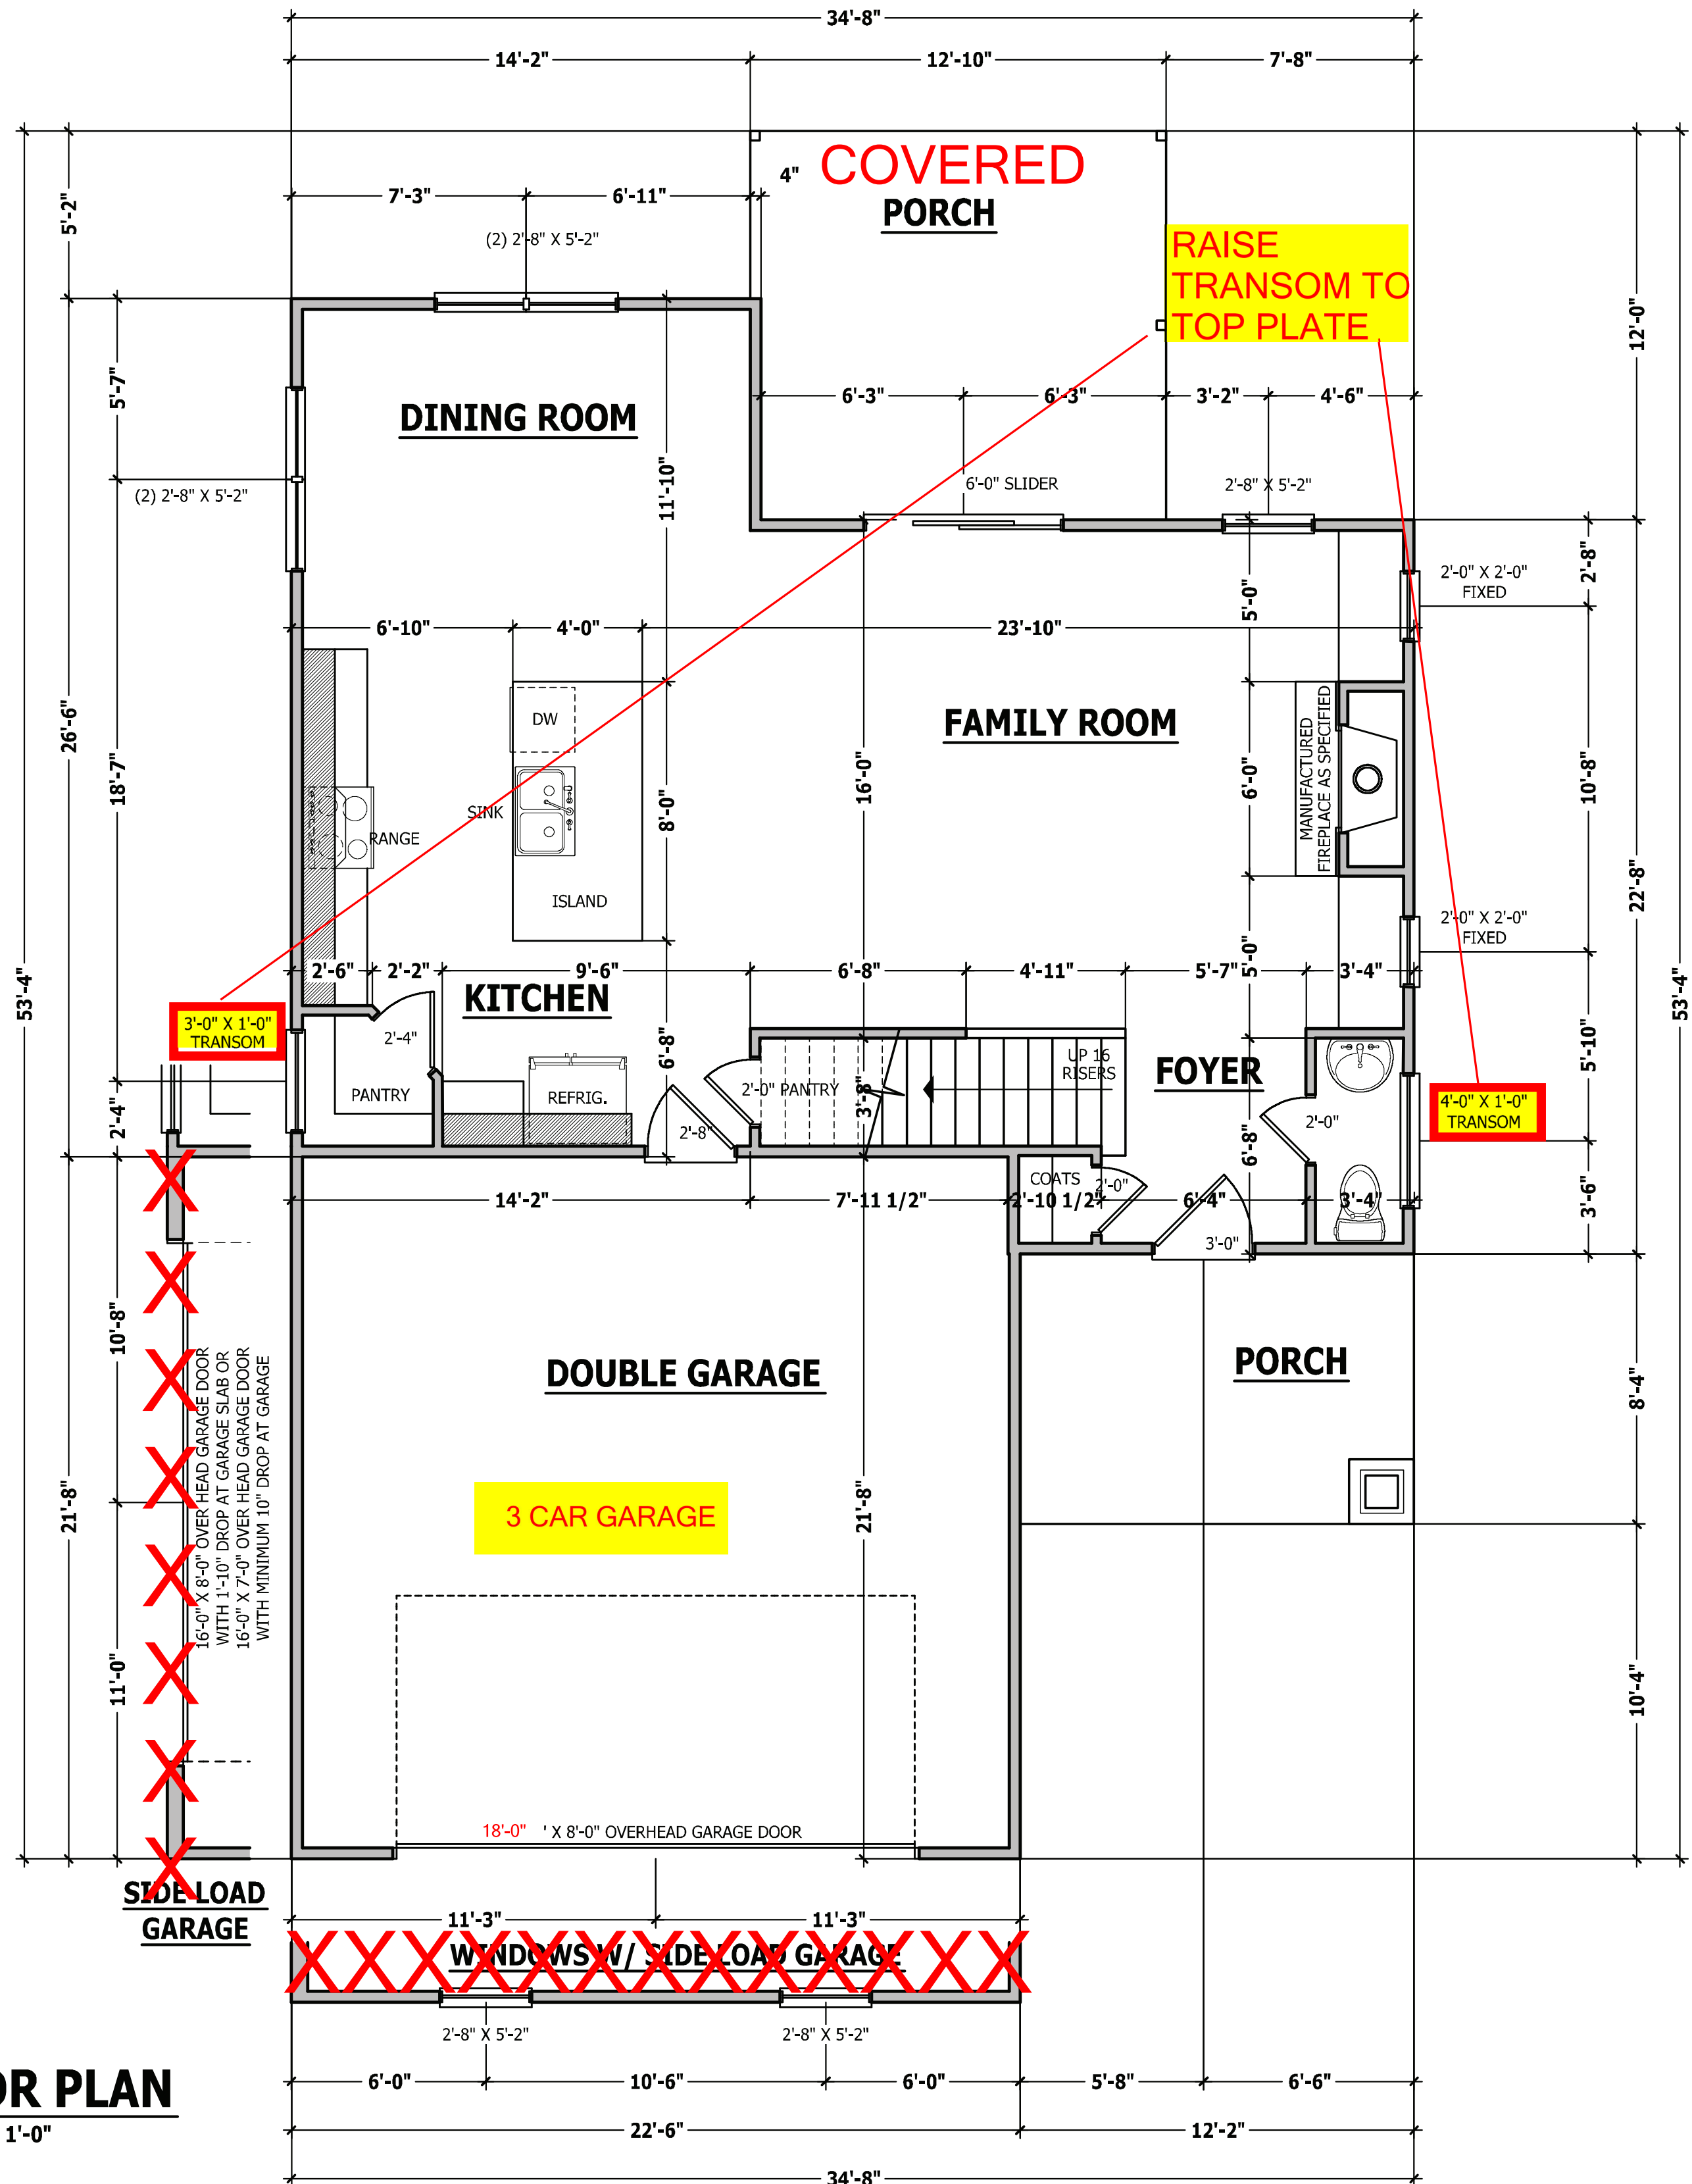 34'-8"
14'-2"
12'-10"
7'-8"
COVERED
PORCH
4"
7'-3"
6'-11"
(2) 2'-8" X 5'-2"
RAISE
TRANSOM TO
TOP PLATE
5'-2"
12'-0"
5'-7"
DINING ROOM
6'-3"
6'-3"
3'-2"
4'-6"
(2) 2'-8" X 5'-2"
11'-10"
6'-0" SLIDER
2'-8" X 5'-2"
2'-8"
2'-0" X 2'-0"
FIXED
5'-0"
6'-10"
4'-0"
23'-10"
26'-6"
18'-7"
DW
FAMILY ROOM
SINK
RANGE
8'-0"
16'-0"
6'-0"
MANUFACTURED
FIREPLACE AS SPECIFIED
10'-8"
22'-8"
ISLAND
2'-0" X 2'-0"
FIXED
53'-4"
53'-4"
2'-6"
2'-2"
9'-6"
6'-8"
4'-11"
5'-7"
5'-0"
3'-4"
KITCHEN
3'-0" X 1'-0"
TRANSOM
2'-4"
6'-8"
UP 16
RISERS
FOYER
5'-10"
PANTRY
REFRIG.
2'-0" PANTRY
3'-8"
4'-0" X 1'-0"
TRANSOM
2'-4"
2'-8"
2'-0"
6'-8"
COATS
2'-0"
14'-2"
7'-11 1/2"
2'-10 1/2"
6'-4"
3'-4"
3'-6"
3'-0"
10'-8"
16'-0" X 8'-0" OVER HEAD GARAGE DOOR
WITH 1'-10" DROP AT GARAGE SLAB OR
16'-0" X 7'-0" OVER HEAD GARAGE DOOR
WITH MINIMUM 10" DROP AT GARAGE
DOUBLE GARAGE
PORCH
8'-4"
21'-8"
3 CAR GARAGE
21'-8"
11'-0"
10'-4"
18'-0" ' X 8'-0" OVERHEAD GARAGE DOOR
X
X
X
X
X
X
X
X
SIDE LOAD
GARAGE
11'-3"
11'-3"
XXXXXXXXXXXXX
WINDOWS W/ SIDE LOAD GARAGE
2'-8" X 5'-2"
2'-8" X 5'-2"
6'-0"
10'-6"
6'-0"
5'-8"
6'-6"
OR PLAN
1'-0"
22'-6"
12'-2"
34'-8"